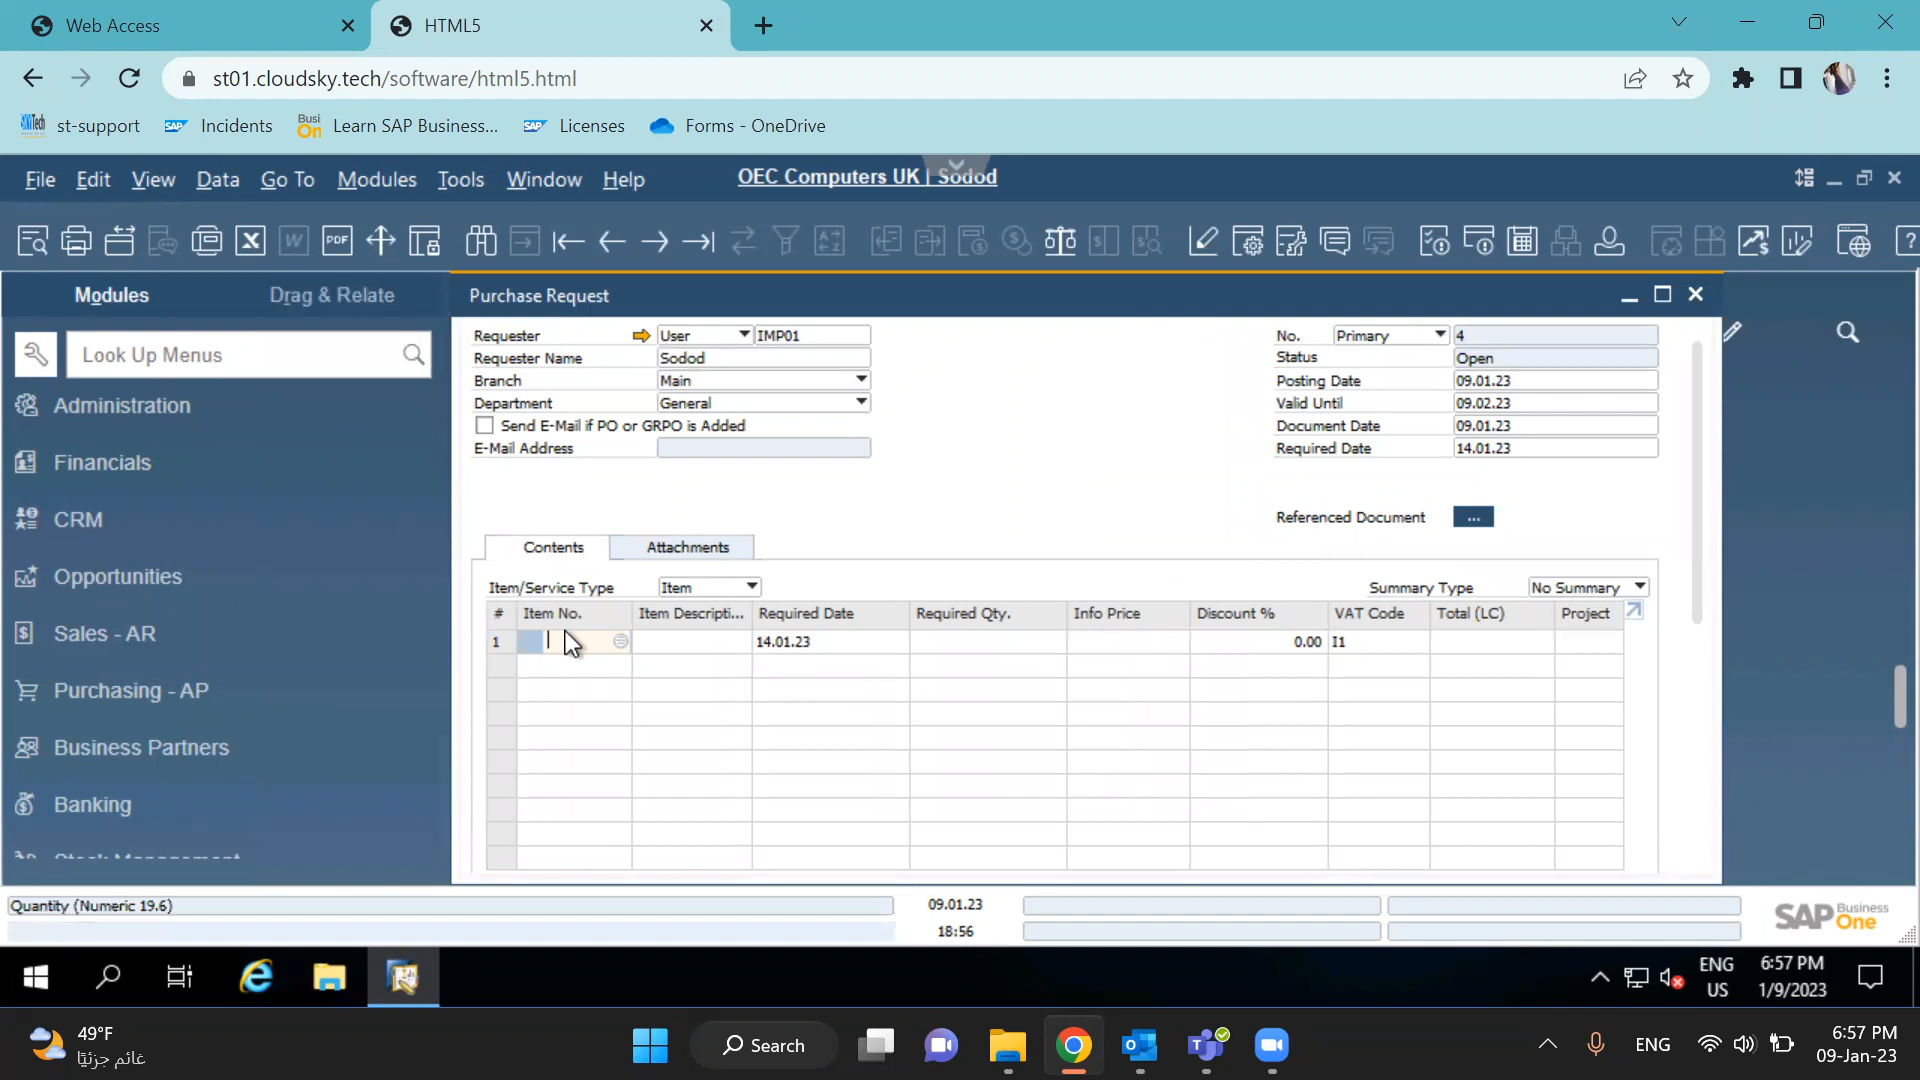 Web Access
HTML5
st01.cloudsky.tech/software/html5.html
st-support
Incidents
Learn SAP Business...
Licenses
Forms - OneDrive
File Edit View Data Go To Modules Tools Window Help
OEC Computers UK | Sodod
Modules
Drag & Relate
Look Up Menus
Administration
Financials
CRM
Opportunities
Sales - AR
Purchasing - AP
Business Partners
Banking
Stock Management
Purchase Request
Requester User IMP01
Requester Name Sodod
Branch Main
Department General
Send E-Mail if PO or GRPO is Added
E-Mail Address
No. Primary 4
Status Open
Posting Date 09.01.23
Valid Until 09.02.23
Document Date 09.01.23
Required Date 14.01.23
Referenced Document ...
Contents Attachments
Item/Service Type Item
Summary Type No Summary
# Item No. Item Descripti... Required Date Required Qty. Info Price Discount % VAT Code Total (LC) Project
1 14.01.23 0.00 I1
Quantity (Numeric 19.6)
09.01.23
18:56
SAP Business One
ENG
US
6:57 PM
1/9/2023
49°F
غائم جزئيًا
Search
ENG
6:57 PM
09-Jan-23